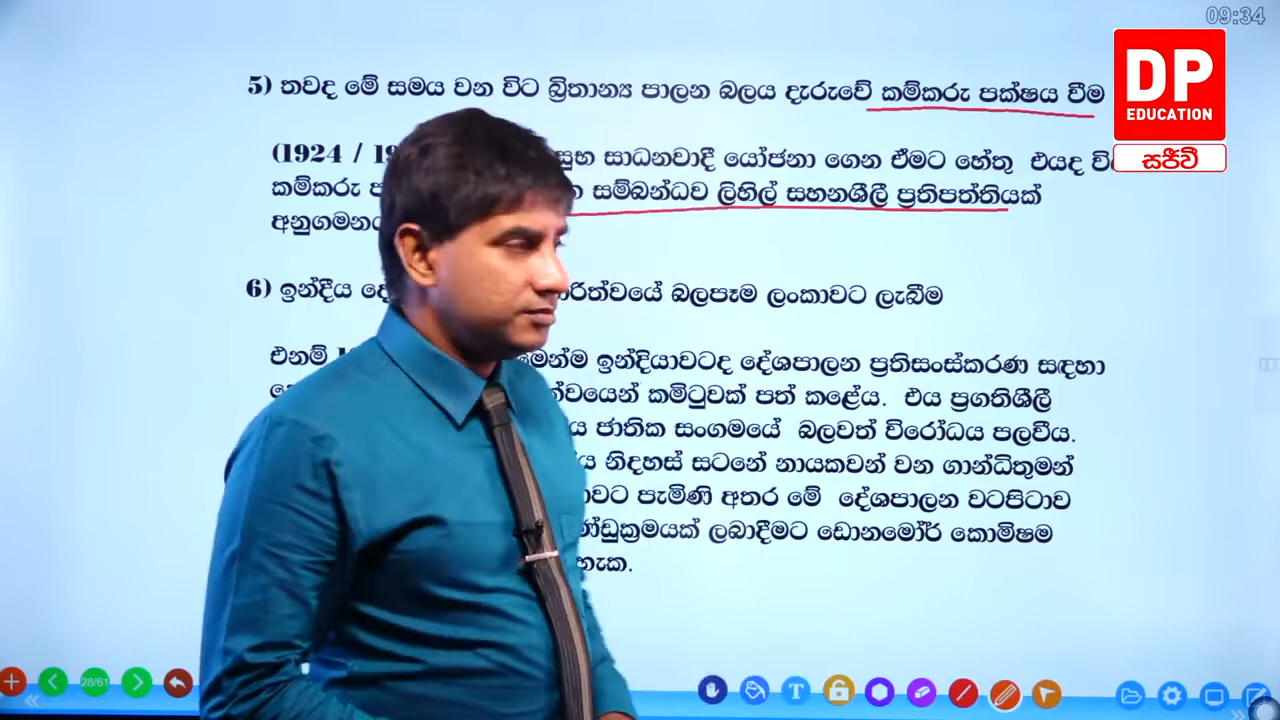 09:34
DP
EDUCATION
සජීවී
5) තවද මේ සමය වන විට බ්‍රිතාන්‍ය පාලන බලය දැරුවේ කම්කරු පක්ෂය වීම
(1924 / සුභ සාධනවාදී යෝජනා ගෙන ඒමට හේතු එයද
කම්කරු සම්බන්ධව ලිහිල් සහනශීලී ප්‍රතිපත්තියක්
6) ඉන්දීය බලපෑම ලංකාවට ලැබීම
එනම් ඉන්දියාවටද දේශපාලන ප්‍රතිසංස්කරණ සඳහා
කමිටුවක් පත් කළේය. එය ප්‍රගතිශීලී
ජාතික සංගමයේ බලවත් විරෝධය පලවීය.
නිදහස් සටනේ නායකවන් වන ගාන්ධිතුමන්
පැමිණි අතර මේ දේශපාලන වටපිටාව
ලබාදීමට ඩොනමෝර් කොමිෂම
28/61